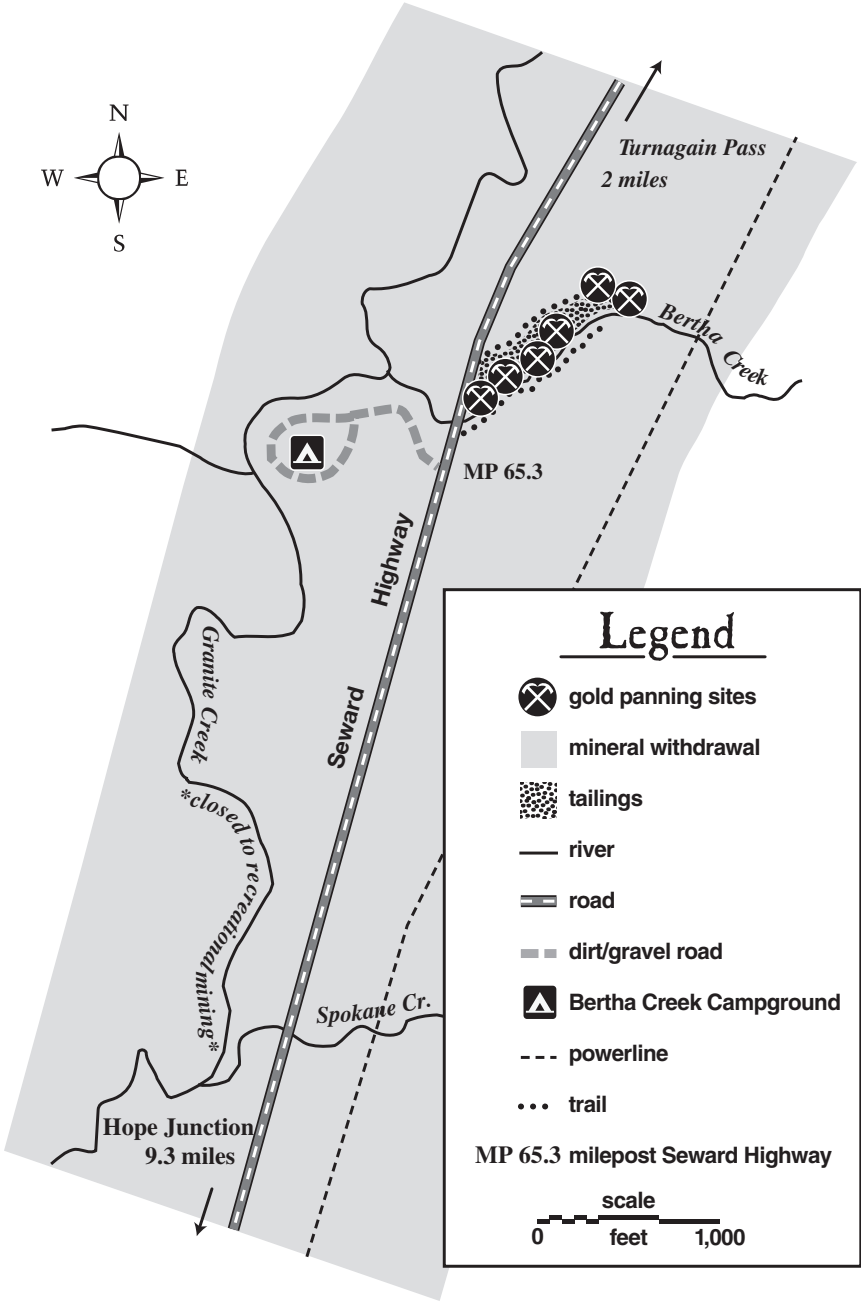 N
W
E
S
Turnagain Pass
2 miles
Bertha Creek
MP 65.3
Seward Highway
Granite Creek
*closed to recreational mining*
Spokane Cr.
Hope Junction
9.3 miles
Legend
gold panning sites
mineral withdrawal
tailings
river
road
dirt/gravel road
Bertha Creek Campground
powerline
trail
MP 65.3 milepost Seward Highway
scale
0 feet 1,000